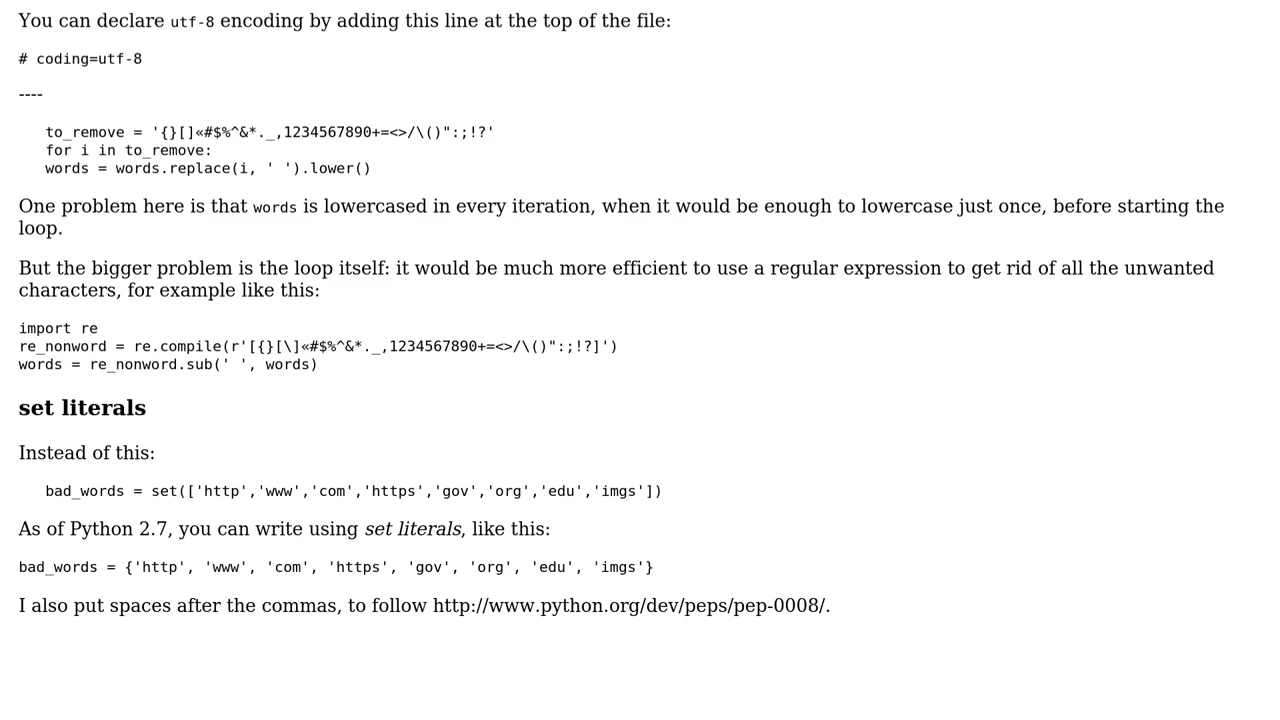 You can declare utf-8 encoding by adding this line at the top of the file:
# coding=utf-8
----
to_remove = '{}[]«#$%^&*._,1234567890+=<>/\()":;!?'
for i in to_remove:
words = words.replace(i, ' ').lower()
One problem here is that words is lowercased in every iteration, when it would be enough to lowercase just once, before starting the
loop.
But the bigger problem is the loop itself: it would be much more efficient to use a regular expression to get rid of all the unwanted
characters, for example like this:
import re
re_nonword = re.compile(r'[{}[\]«#$%^&*._,1234567890+=<>/\()":;!?]')
words = re_nonword.sub(' ', words)
set literals
Instead of this:
bad_words = set(['http','www','com','https','gov','org','edu','imgs'])
As of Python 2.7, you can write using set literals, like this:
bad_words = {'http', 'www', 'com', 'https', 'gov', 'org', 'edu', 'imgs'}
I also put spaces after the commas, to follow http://www.python.org/dev/peps/pep-0008/.